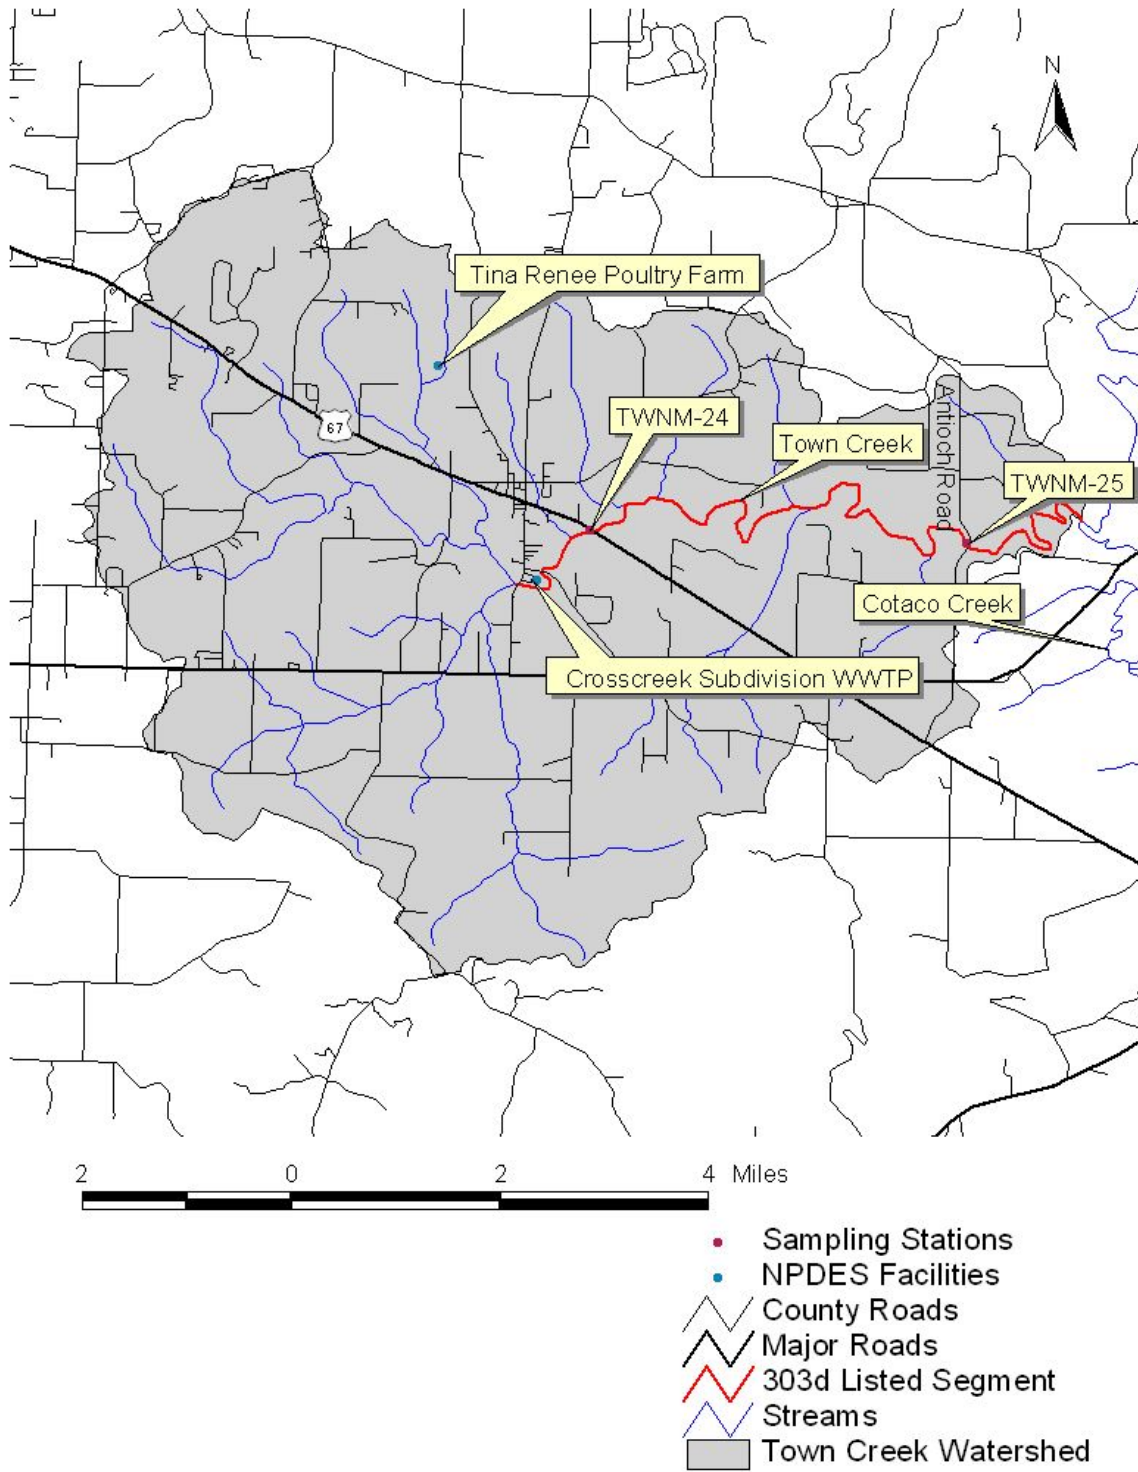 N
Tina Renee Poultry Farm
67
TWNM-24
Town Creek
Antioch Road
TWNM-25
Cotaco Creek
Crosscreek Subdivision WWTP
2 0 2 4 Miles
Sampling Stations
NPDES Facilities
County Roads
Major Roads
303d Listed Segment
Streams
Town Creek Watershed